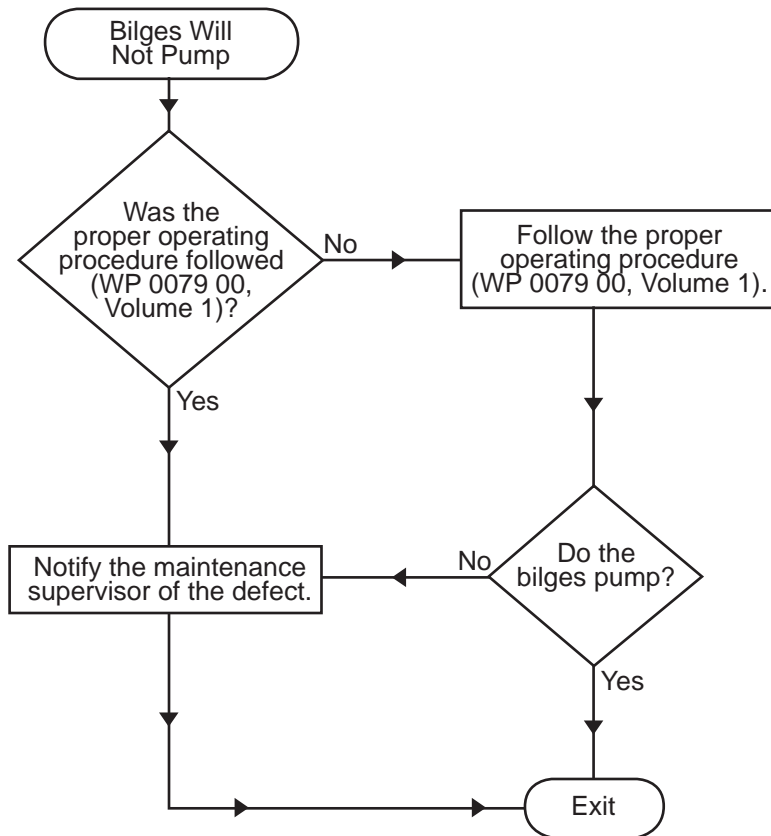 Bilges Will
Not Pump
Was the
proper operating
procedure followed
(WP 0079 00,
Volume 1)?
No
Follow the proper
operating procedure
(WP 0079 00, Volume 1).
Yes
Notify the maintenance
supervisor of the defect.
No
Do the
bilges pump?
Yes
Exit